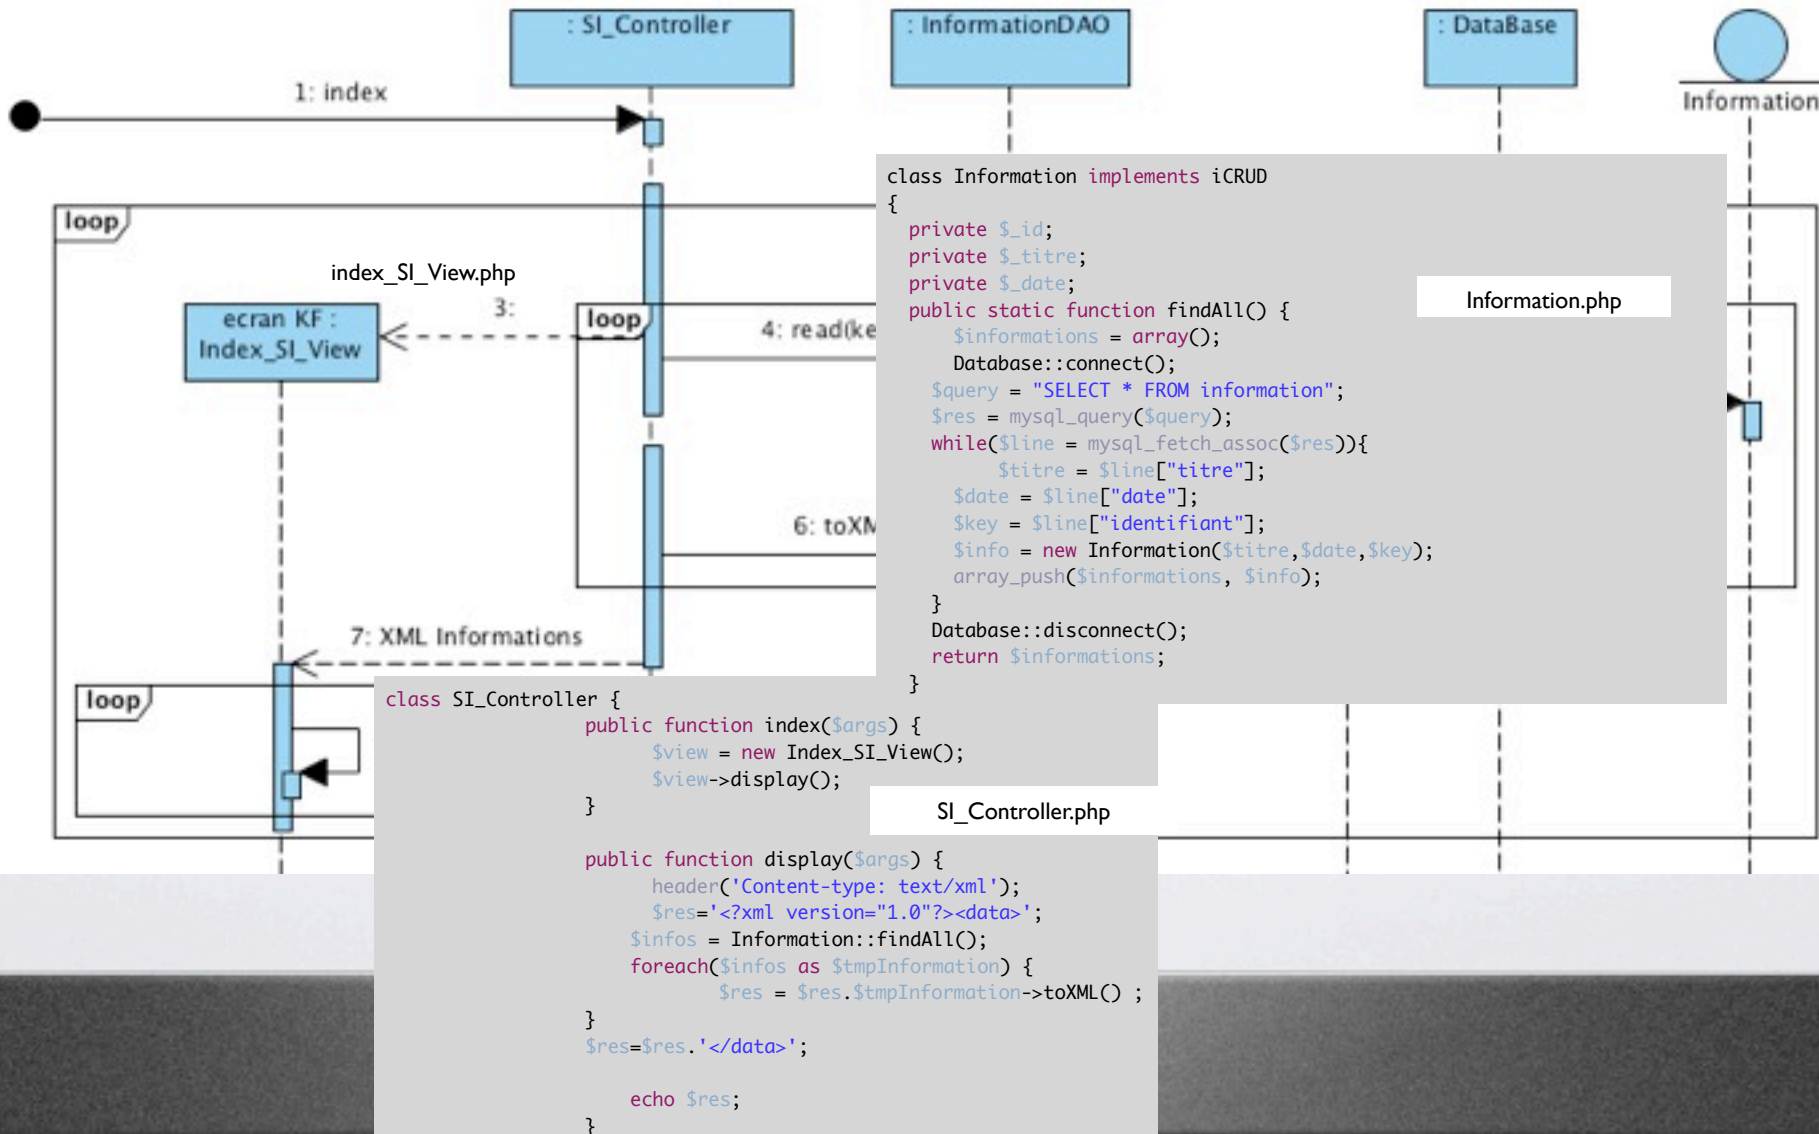 : SI_Controller
: InformationDAO
: DataBase
Information
1: index
loop
index_SI_View.php
ecran KF :
Index_SI_View
3:
loop
4: read(ke
6: toXM
7: XML Informations
loop
class Information implements iCRUD
{
private $_id;
private $_titre;
private $_date;
public static function findAll() {
$informations = array();
Database::connect();
$query = "SELECT * FROM information";
$res = mysql_query($query);
while($line = mysql_fetch_assoc($res)){
$titre = $line["titre"];
$date = $line["date"];
$key = $line["identifiant"];
$info = new Information($titre,$date,$key);
array_push($informations, $info);
}
Database::disconnect();
return $informations;
}
Information.php
class SI_Controller {
public function index($args) {
$view = new Index_SI_View();
$view->display();
}
public function display($args) {
header('Content-type: text/xml');
$res='<?xml version="1.0"?><data>';
$infos = Information::findAll();
foreach($infos as $tmpInformation) {
$res = $res.$tmpInformation->toXML() ;
}
$res=$res.'</data>';
echo $res;
}
SI_Controller.php